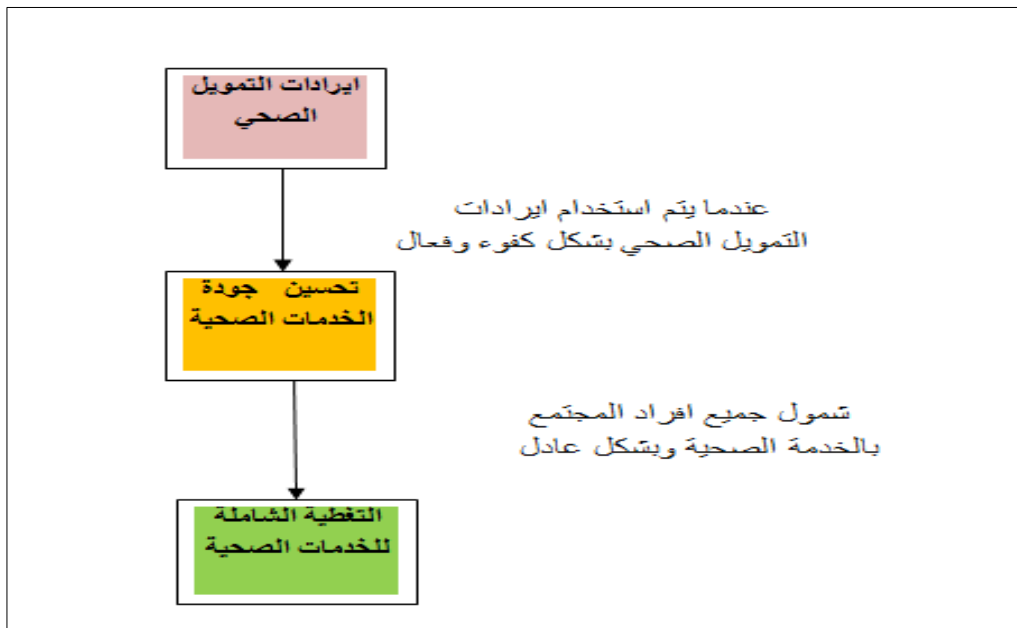 ايرادات التمويل
الصحي
عندما يتم استخدام ايرادات
التمويل الصحي بشكل كفوء وفعال
تحسين جودة
الخدمات الصحية
شمول جميع افراد المجتمع
بالخدمة الصحية وبشكل عادل
التغطية الشاملة
للخدمات الصحية